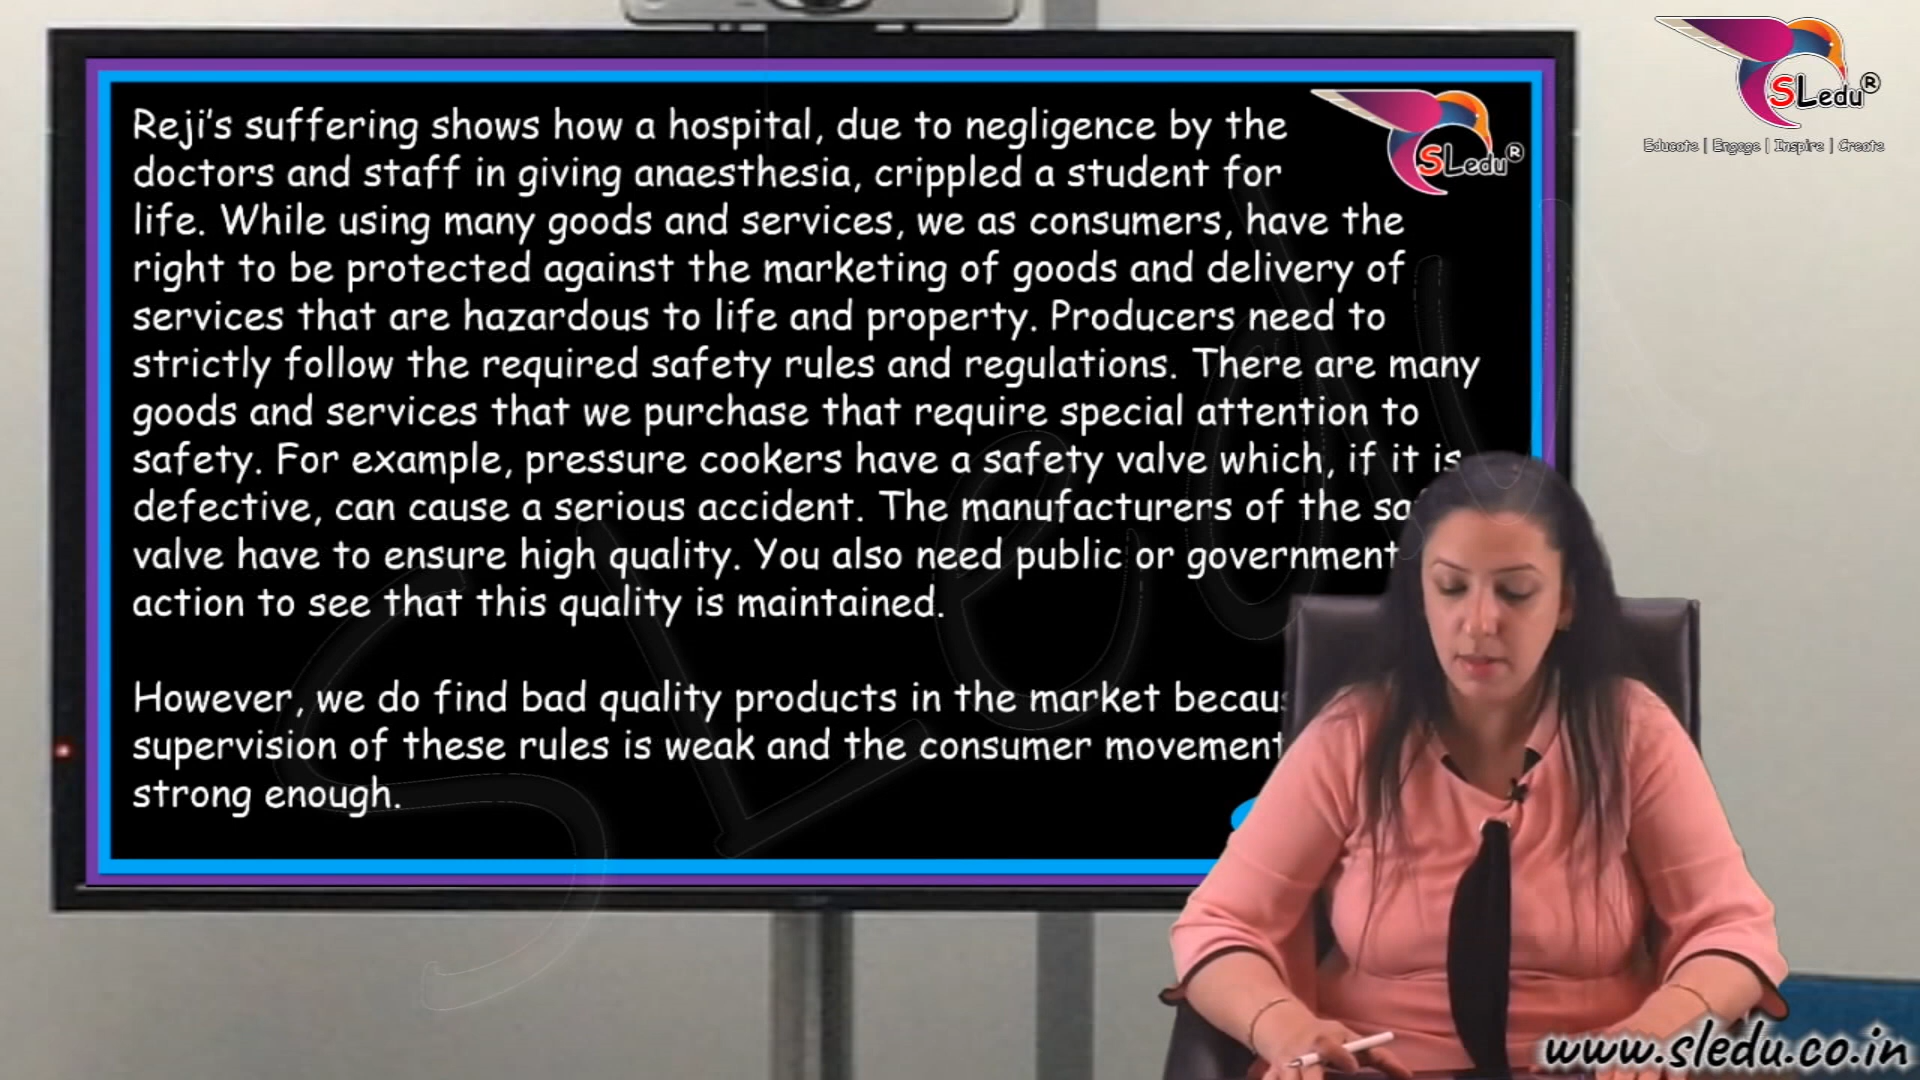 Reji's suffering shows how a hospital, due to negligence by the
doctors and staff in giving anaesthesia, crippled a student for
life. While using many goods and services, we as consumers, have the
right to be protected against the marketing of goods and delivery of
services that are hazardous to life and property. Producers need to
strictly follow the required safety rules and regulations. There are many
goods and services that we purchase that require special attention to
safety. For example, pressure cookers have a safety valve which, if it is
defective, can cause a serious accident. The manufacturers of the
valve have to ensure high quality. You also need public or government
action to see that this quality is maintained.
However, we do find bad quality products in the market
supervision of these rules is weak and the consumer movement
strong enough.
SLedu®
SLedu®
Educate | Engage | Inspire | Create
SLedu
www.sledu.co.in